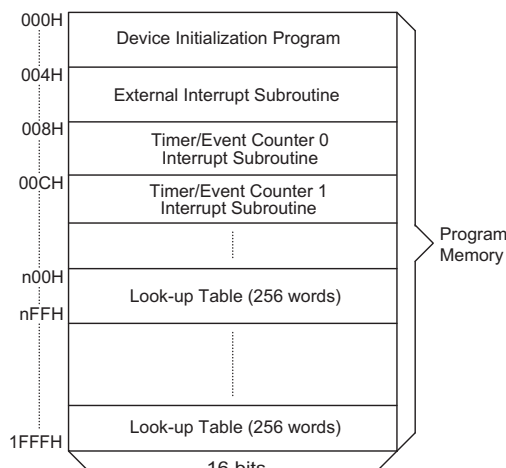 000H
Device Initialization Program
004H
External Interrupt Subroutine
008H
Timer/Event Counter 0
Interrupt Subroutine
00CH
Timer/Event Counter 1
Interrupt Subroutine
Program
Memory
n00H
Look-up Table (256 words)
nFFH
Look-up Table (256 words)
1FFFH
16 bits